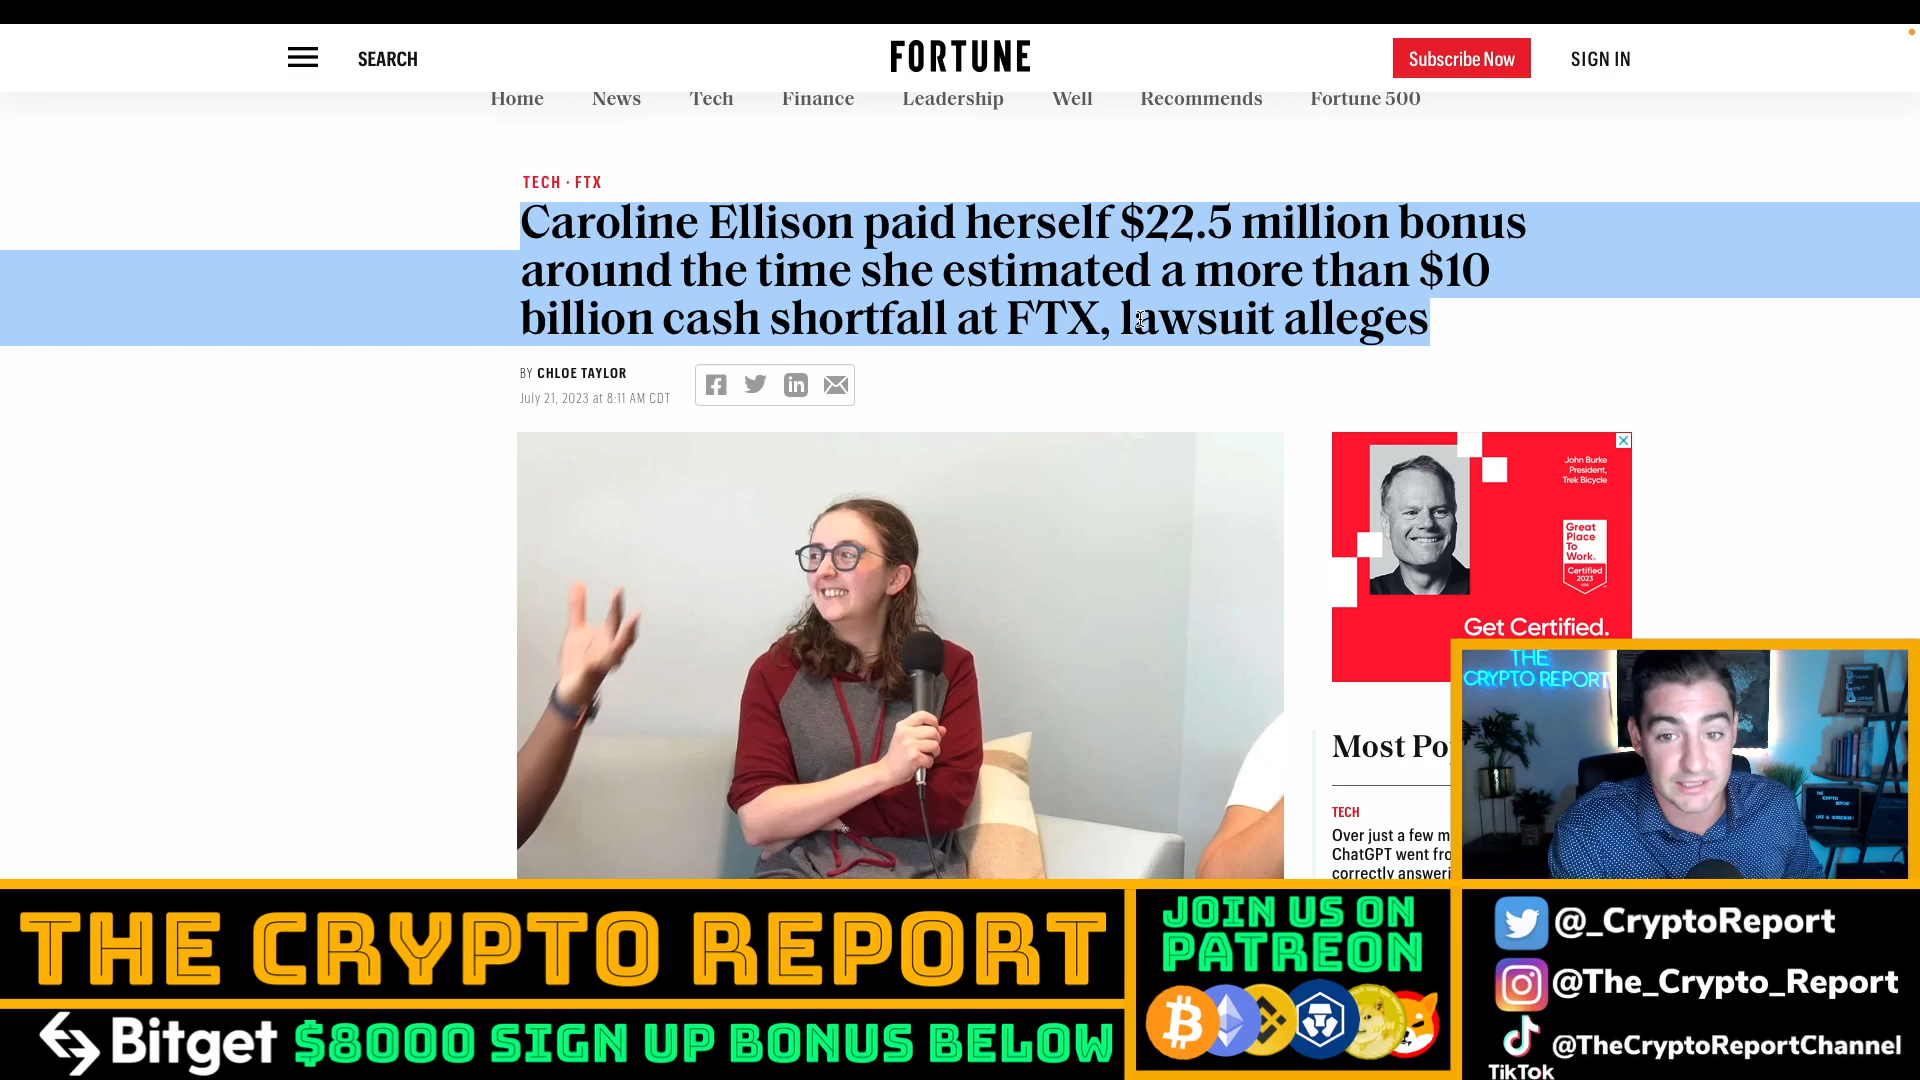 SEARCH
FORTUNE
Subscribe Now
SIGN IN
Home News Tech Finance Leadership Well Recommends Fortune 500
TECH · FTX
Caroline Ellison paid herself $22.5 million bonus
around the time she estimated a more than $10
billion cash shortfall at FTX, lawsuit alleges
BY CHLOE TAYLOR
July 21, 2023 at 8:11 AM CDT
John Burke
President,
Trek Bicycle
Great
Place
To
Work.
Certified
2023
Get Certified.
Most Po
TECH
Over just a few m
ChatGPT went fro
correctly answeri
THE
CRYPTO REPORT
THE
CRYPTO
REPORT
LIKE & SUBSCRIBE!
THE CRYPTO REPORT
Bitget $8000 SIGN UP BONUS BELOW
JOIN US ON
PATREON
@_CryptoReport
@The_Crypto_Report
@TheCryptoReportChannel
TikTok